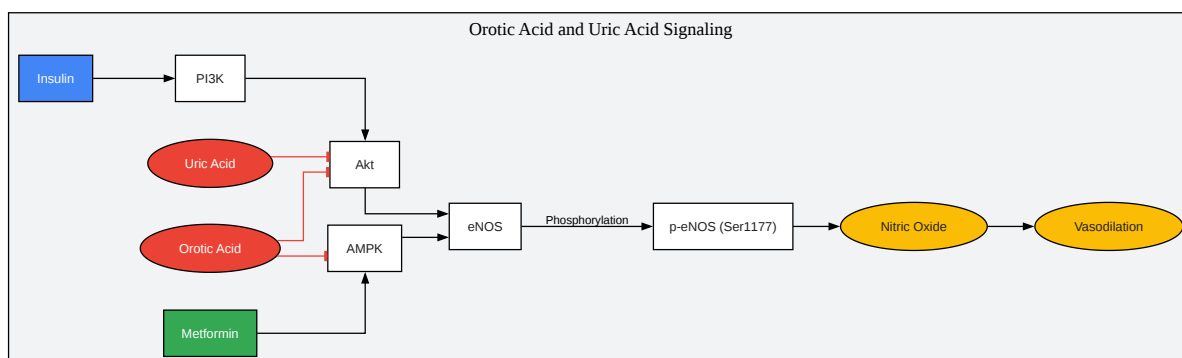 Orotic Acid and Uric Acid Signaling
Insulin
PI3K
Uric Acid
Akt
Orotic Acid
AMPK
eNOS
Phosphorylation
p-eNOS (Ser1177)
Nitric Oxide
Vasodilation
Metformin